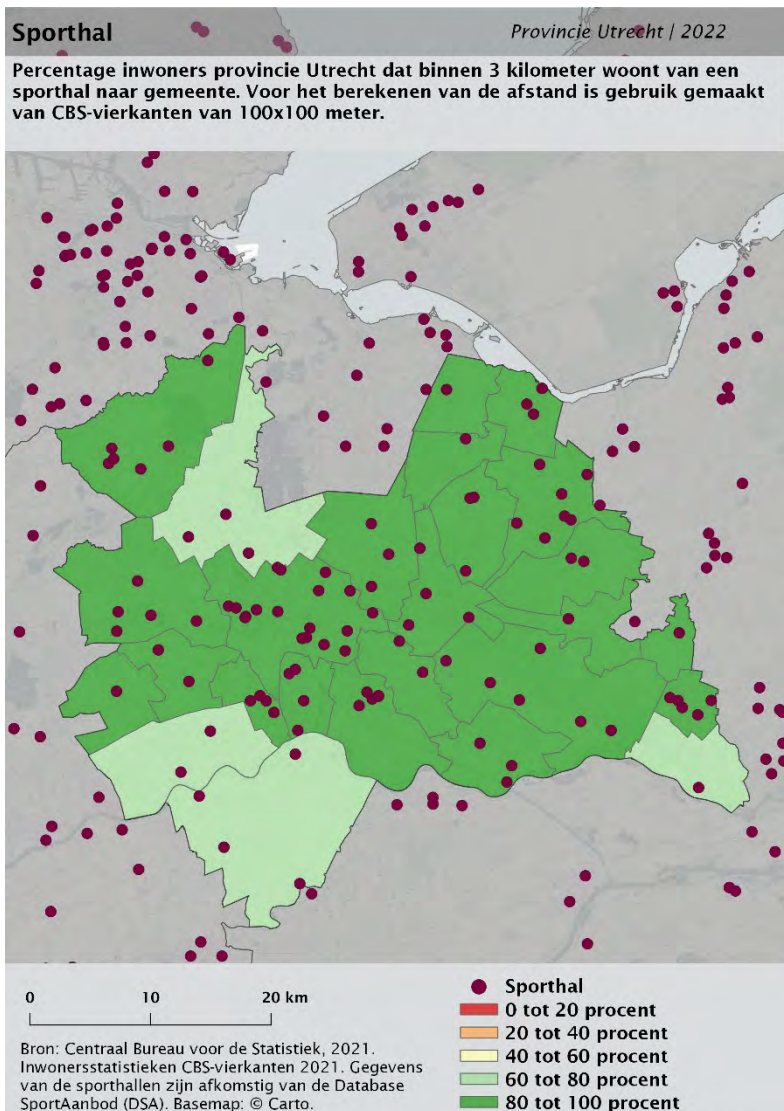 Sporthal
Provincie Utrecht / 2022
Percentage inwoners provincie Utrecht dat binnen 3 kilometer woont van een
sporthal naar gemeente. Voor het berekenen van de afstand is gebruik gemaakt
van CBS-vierkanten van 100x100 meter.
0 10 20 km
Bron: Centraal Bureau voor de Statistiek, 2021.
Inwonersstatistieken CBS-vierkanten 2021. Gegevens
van de sporthallen zijn afkomstig van de Database
SportAanbod (DSA). Basemap: © Carto.
Sporthal
0 tot 20 procent
20 tot 40 procent
40 tot 60 procent
60 tot 80 procent
80 tot 100 procent